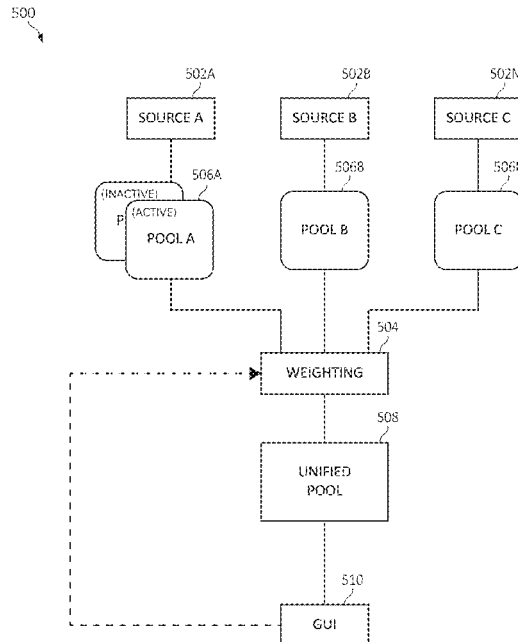 500
502A
502B
502N
SOURCE A
SOURCE B
SOURCE C
506A
506B
(INACTIVE)
(ACTIVE)
P
POOL A
POOL B
POOL C
504
WEIGHTING
508
UNIFIED
POOL
510
GUI